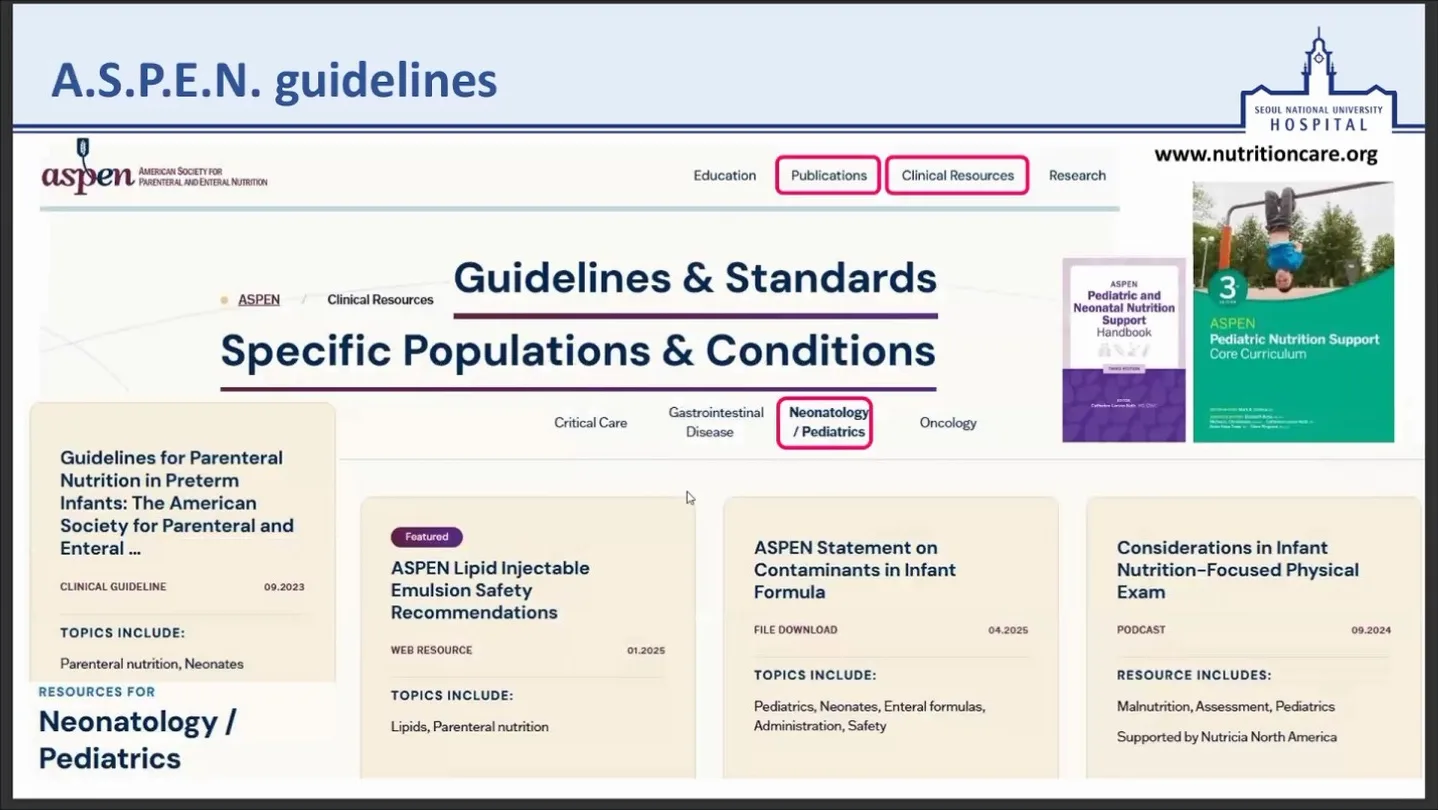 A.S.P.E.N. guidelines
SEOUL NATIONAL UNIVERSITY
HOSPITAL
www.nutritioncare.org
aspen
AMERICAN SOCIETY FOR
PARENTERAL AND ENTERAL NUTRITION
Education
Publications
Clinical Resources
Research
ASPEN / Clinical Resources
Guidelines & Standards
Specific Populations & Conditions
Critical Care
Gastrointestinal
Disease
Neonatology
/ Pediatrics
Oncology
ASPEN
Pediatric and
Neonatal Nutrition
Support
Handbook
THIRD EDITION
3
ASPEN
Pediatric Nutrition Support
Core Curriculum
Guidelines for Parenteral
Nutrition in Preterm
Infants: The American
Society for Parenteral and
Enteral ...
CLINICAL GUIDELINE 09.2023
TOPICS INCLUDE:
Parenteral nutrition, Neonates
RESOURCES FOR
Neonatology /
Pediatrics
Featured
ASPEN Lipid Injectable
Emulsion Safety
Recommendations
WEB RESOURCE 01.2025
TOPICS INCLUDE:
Lipids, Parenteral nutrition
ASPEN Statement on
Contaminants in Infant
Formula
FILE DOWNLOAD 04.2025
TOPICS INCLUDE:
Pediatrics, Neonates, Enteral formulas,
Administration, Safety
Considerations in Infant
Nutrition-Focused Physical
Exam
PODCAST 09.2024
RESOURCE INCLUDES:
Malnutrition, Assessment, Pediatrics
Supported by Nutricia North America